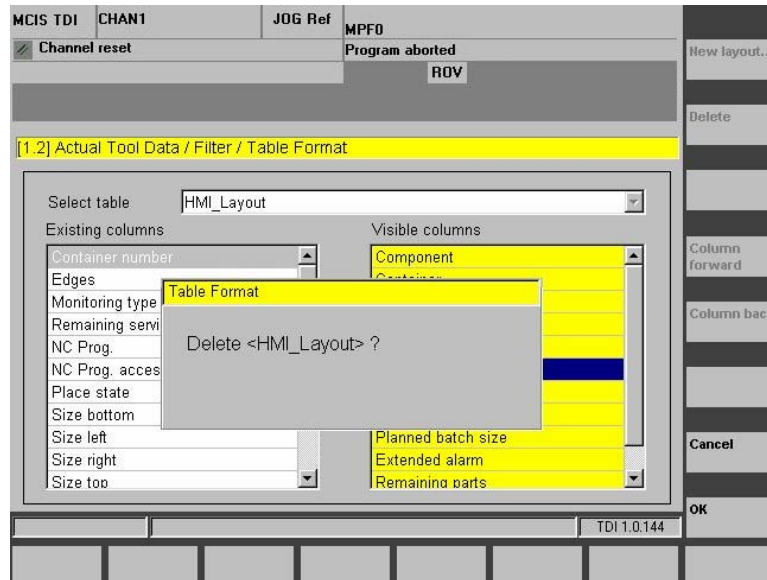 MCIS TDI CHAN1 JOG Ref MPF0
Channel reset Program aborted
ROV
New layout..
Delete
[1.2] Actual Tool Data / Filter / Table Format
Select table HMI_Layout
Existing columns Visible columns
Container number Component
Edges Container
Monitoring type
Remaining servi
NC Prog.
NC Prog. acces
Place state
Size bottom
Size left Planned batch size
Size right Extended alarm
Size top Remaining parts
Table Format
Delete <HMI_Layout> ?
Column
forward
Column bac
Cancel
OK
TDI 1.0.144